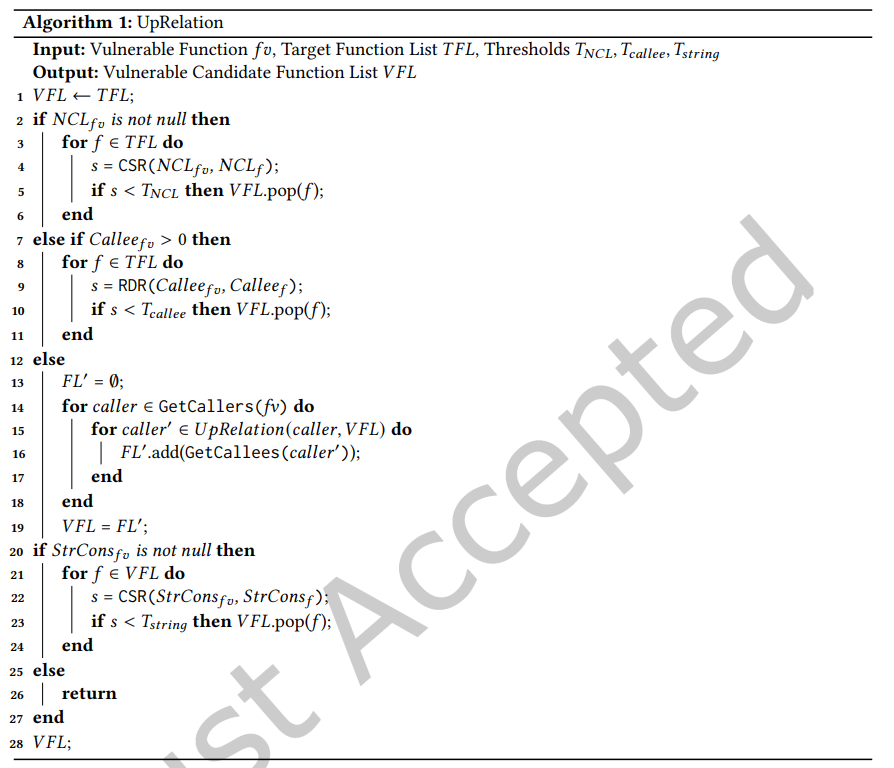 Algorithm 1: UpRelation
Input: Vulnerable Function fv, Target Function List TFL, Thresholds T_NCL, T_callee, T_string
Output: Vulnerable Candidate Function List VFL
1 VFL ← TFL;
2 if NCL_fv is not null then
3 for f ∈ TFL do
4 s = CSR(NCL_fv, NCL_f);
5 if s < T_NCL then VFL.pop(f);
6 end
7 else if Callee_fv > 0 then
8 for f ∈ TFL do
9 s = RDR(Callee_fv, Callee_f);
10 if s < T_callee then VFL.pop(f);
11 end
12 else
13 FL′ = ∅;
14 for caller ∈ GetCallers(fv) do
15 for caller′ ∈ UpRelation(caller, VFL) do
16 FL′.add(GetCallees(caller′));
17 end
18 end
19 VFL = FL′;
20 if StrCons_fv is not null then
21 for f ∈ VFL do
22 s = CSR(StrCons_fv, StrCons_f);
23 if s < T_string then VFL.pop(f);
24 end
25 else
26 return
27 end
28 VFL;
ust Accepted